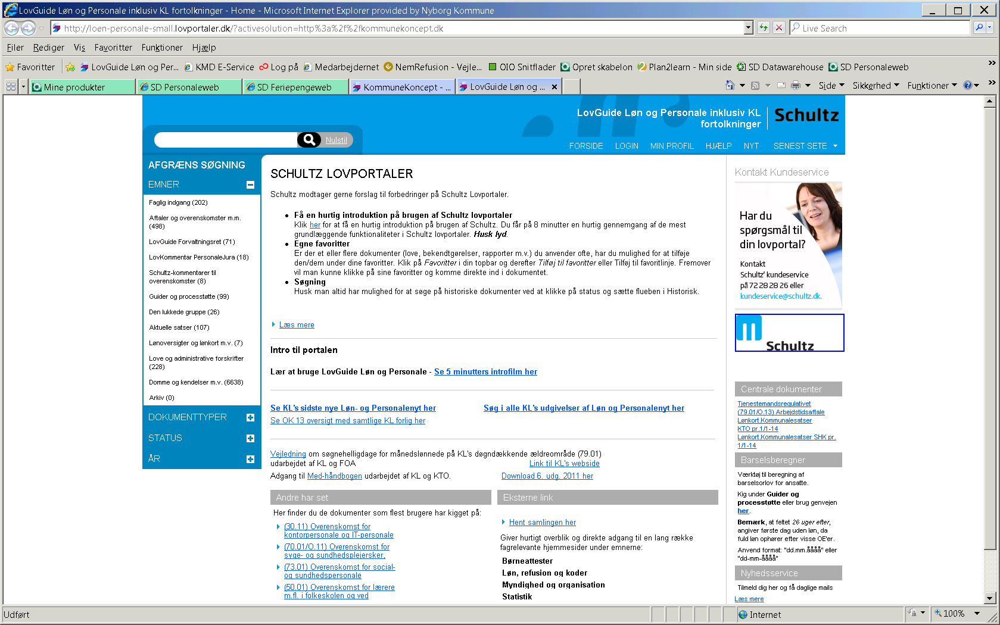 LovGuide Løn og Personale inklusiv KL fortolkninger - Home - Microsoft Internet Explorer provided by Nyborg Kommune
http://loen-personale-small.lovportaler.dk/?activesolution=http%3a%2f%2fkommunekoncept.dk
Live Search
Filer Rediger Vis Favoritter Funktioner Hjælp
Favoritter LovGuide Løn og Per... KMD E-Service Log på Medarbejdernet NemRefusion - Vejle... OIO Snitflader Opret skabelon Plan2learn - Min side SD Datawarehouse SD Personaleweb
Mine produkter SD Personaleweb SD Feriepengeweb KommuneKoncept - ... LovGuide Løn og ... Side Sikkerhed Funktioner
LovGuide Løn og Personale inklusiv KL
fortolkninger
Schultz
Nulstil
FORSIDE LOGIN MIN PROFIL HJÆLP NYT SENEST SETE
AFGRÆNS SØGNING
EMNER
Faglig indgang (202)
Aftaler og overenskomster m.m.
(498)
LovGuide Forvaltningsret (71)
LovKommentar PersonaleJura (18)
Schultz-kommentarer til
overenskomster (8)
Guider og processtøtte (99)
Den lukkede gruppe (26)
Aktuelle satser (107)
Lønoversigter og lønkort m.v. (7)
Love og administrative forskrifter
(228)
Domme og kendelser m.v. (6638)
Arkiv (0)
DOKUMENTTYPER
STATUS
ÅR
SCHULTZ LOVPORTALER
Schultz modtager gerne forslag til forbedringer på Schultz Lovportaler.
• Få en hurtig introduktion på brugen af Schultz lovportaler
Klik her for at få en hurtig introduktion på brugen af Schultz. Du får på 8 minutter en hurtig gennemgang af de mest
grundlæggende funktionaliteter i Schultz lovportaler. Husk lyd.
• Egne favoritter
Er der et eller flere dokumenter (love, bekendtgørelser, rapporter m.v.) du anvender ofte, har du mulighed for at tilføje
den/dem under dine favoritter. Klik på Favoritter i din topbar og derefter Tilføj til favoritter eller Tilføj til favoritlinje. Fremover
vil man kunne klikke på sine favoritter og komme direkte ind i dokumentet.
• Søgning
Husk man altid har mulighed for at søge på historiske dokumenter ved at klikke på status og sætte flueben i Historisk.
Læs mere
Intro til portalen
Lær at bruge LovGuide Løn og Personale - Se 5 minutters introfilm her
Se KL's sidste nye Løn- og Personalenyt her Søg i alle KL's udgivelser af Løn og Personalenyt her
Se OK 13 oversigt med samtlige KL forlig her
Vejledning om søgnehelligdage for månedslønnede på KL's døgndækkende ældreområde (79.01)
udarbejdet af KL og FOA Link til KL's webside
Adgang til Med-håndbogen udarbejdet af KL og KTO. Download 6. udg. 2011 her
Andre har set
Her finder du de dokumenter som flest brugere har kigget på:
(30.11) Overenskomst for
kontorpersonale og IT-personale
(70.01/O.11) Overenskomst for
syge- og sundhedsplejersker,
(73.01) Overenskomst for social-
og sundhedspersonale
(50.01) Overenskomst for lærere
m.fl. i folkeskolen og ved
Eksterne link
Hent samlingen her
Giver hurtigt overblik og direkte adgang til en lang række
fagrelevante hjemmesider under emnerne:
Børneattester
Løn, refusion og koder
Myndighed og organisation
Statistik
Kontakt Kundeservice
Har du
spørgsmål til
din lovportal?
Kontakt
Schultz' kundeservice
på 72 28 28 26 eller
kundeservice@schultz.dk.
Schultz
Centrale dokumenter
Tjenestemandsregulativet
(79.01/O.13) Arbejdstidsaftale
Lønkort.Kommunalesatser
KTO pr.1/1-14
Lønkort.Kommunalesatser SHK pr.
1/1-14
Barselsberegner
Værktøj til beregning af
barselsorlov for ansatte.
Kig under Guider og
processtøtte eller brug genvejen
her.
Bemærk, at feltet 26 uger efter,
angiver første dag uden løn, da
fuld løn ophører efter visse OE'er.
Anvend format: "dd.mm.åååå" eller
"dd-mm-åååå"
Nyhedsservice
Tilmeld dig her og få daglige mails
Læs mere
Udført
Internet
100%